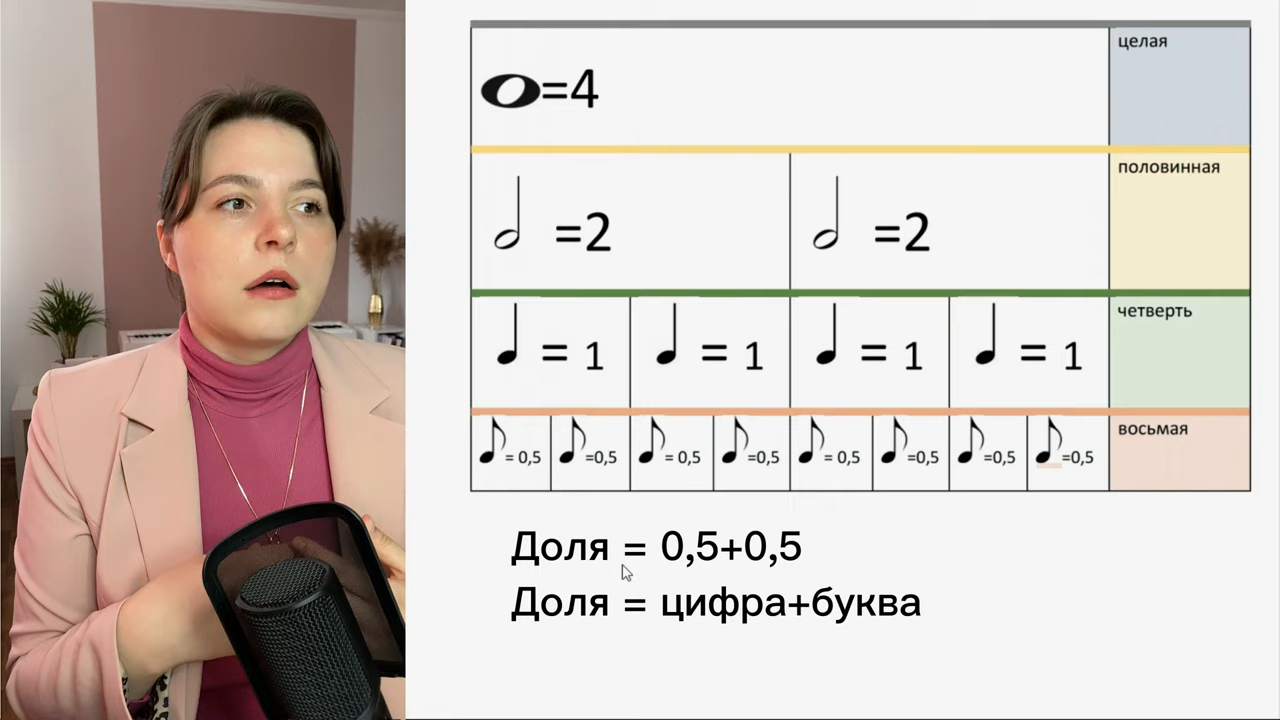 =4
целая
=2
=2
половинная
= 1
= 1
= 1
= 1
четверть
= 0,5
=0,5
= 0,5
=0,5
= 0,5
=0,5
=0,5
=0,5
восьмая
Доля = 0,5+0,5
Доля = цифра+буква